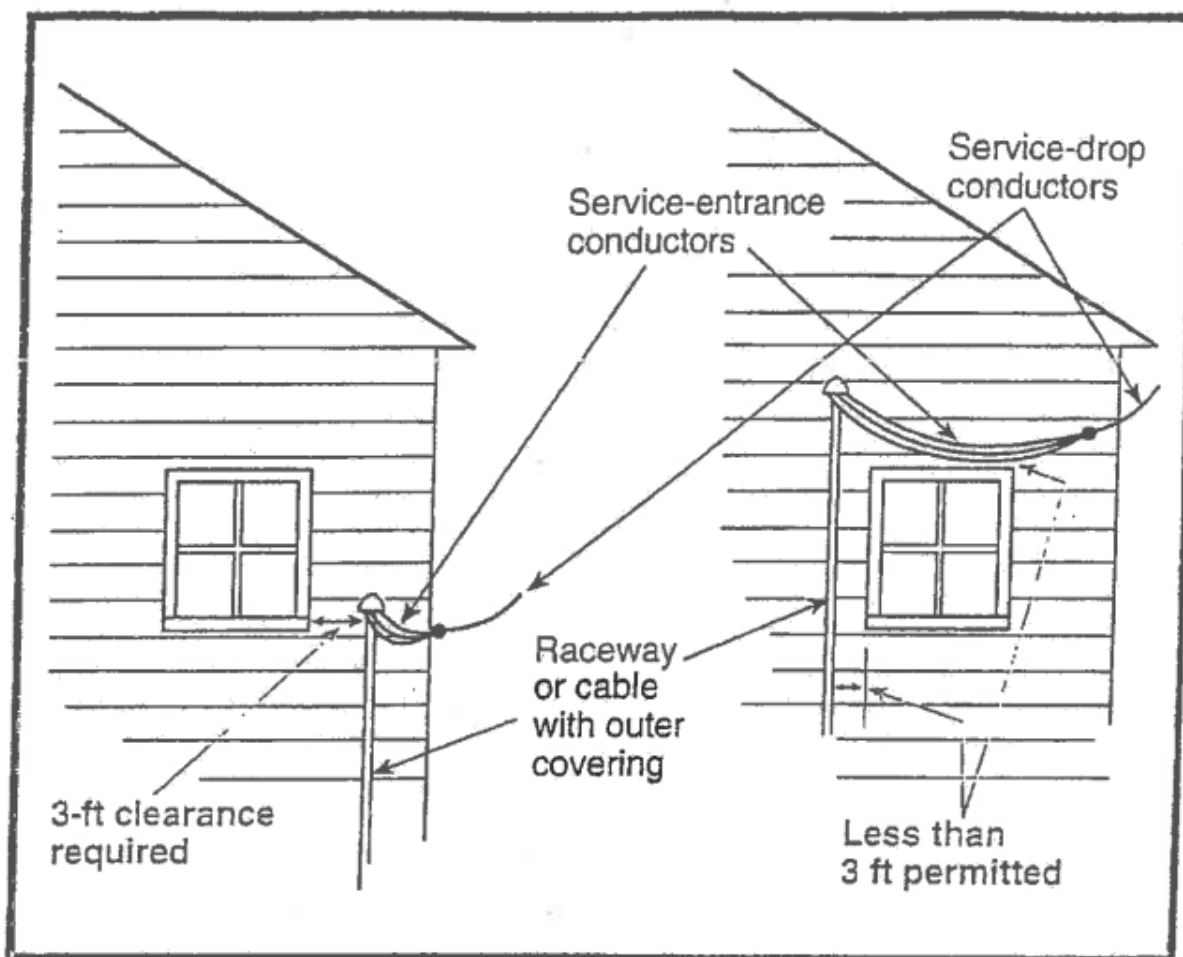 Service-drop
conductors
Service-entrance
conductors
Raceway
or cable
with outer
covering
3-ft clearance
required
Less than
3 ft permitted